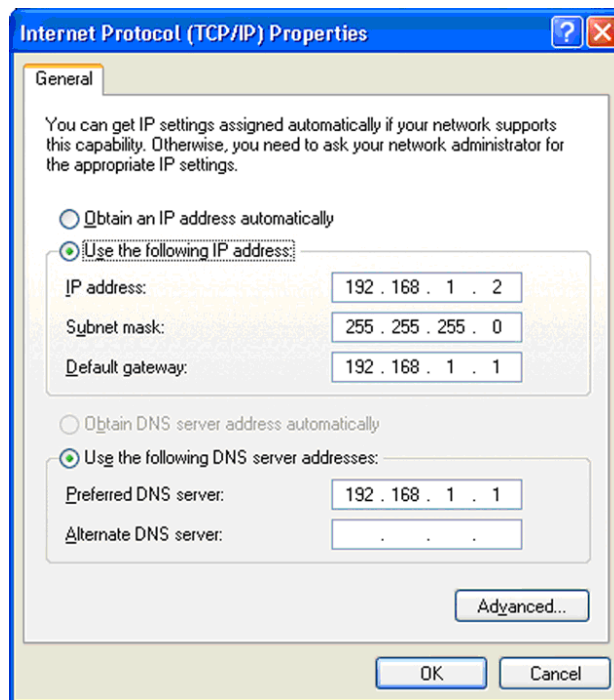 Internet Protocol (TCP/IP) Properties
General
You can get IP settings assigned automatically if your network supports
this capability. Otherwise, you need to ask your network administrator for
the appropriate IP settings.
Obtain an IP address automatically
Use the following IP address:
IP address: 192 . 168 . 1 . 2
Subnet mask: 255 . 255 . 255 . 0
Default gateway: 192 . 168 . 1 . 1
Obtain DNS server address automatically
Use the following DNS server addresses:
Preferred DNS server: 192 . 168 . 1 . 1
Alternate DNS server: . . .
Advanced...
OK Cancel